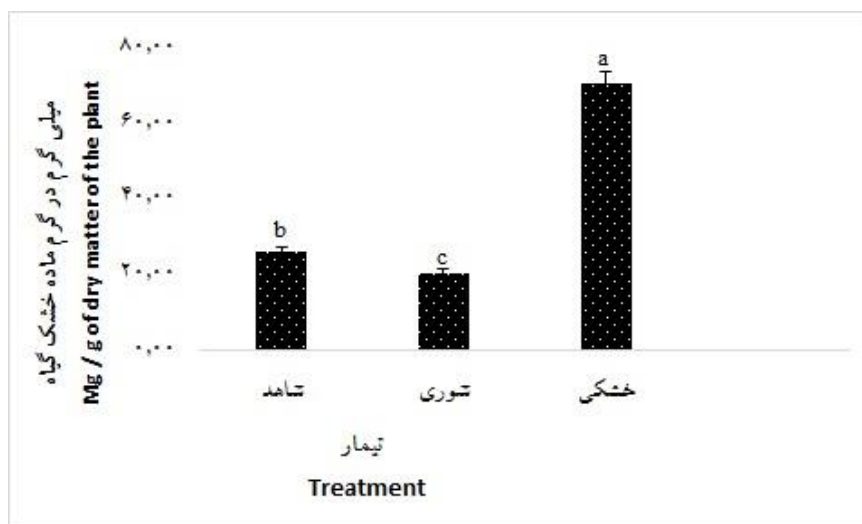 ۸۰,۰۰
۶۰,۰۰
۴۰,۰۰
۲۰,۰۰
۰,۰۰
میلی گرم در گرم ماده خشک گیاه
Mg / g of dry matter of the plant
b
c
a
شاهد
شوری
خشکی
تیمار
Treatment